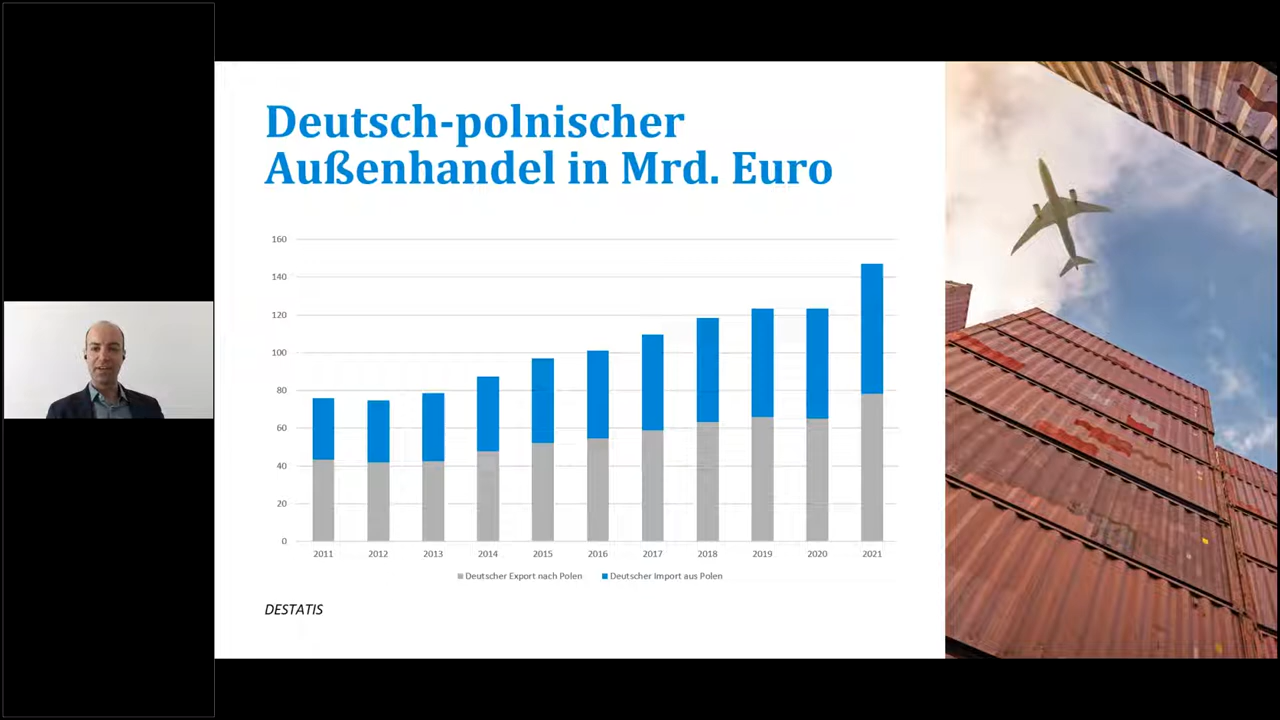 Deutsch-polnischer
Außenhandel in Mrd. Euro
160
140
120
100
80
60
40
20
0
2011 2012 2013 2014 2015 2016 2017 2018 2019 2020 2021
Deutscher Export nach Polen Deutscher Import aus Polen
DESTATIS